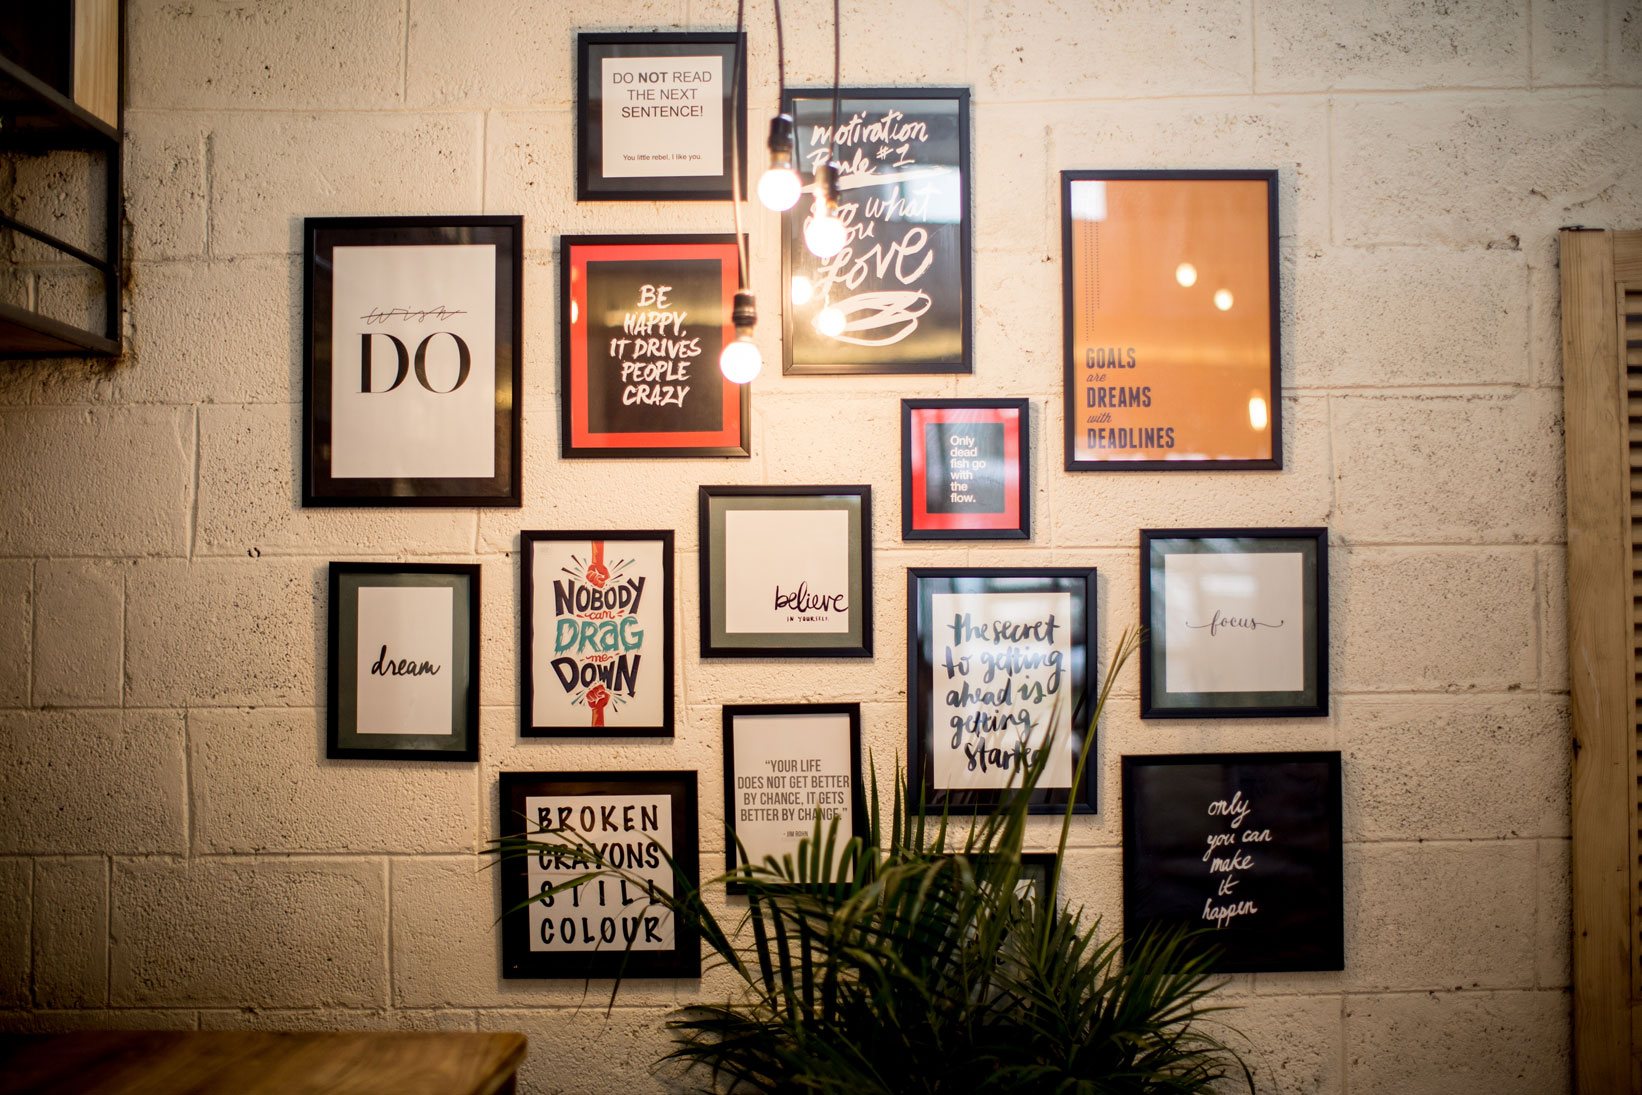 DO NOT READ
THE NEXT
SENTENCE!
You little rebel, I like you
motivation
Rule #1
Do what
you
Love
wish
DO
BE
HAPPY,
IT DRIVES
PEOPLE
CRAZY
GOALS
are
DREAMS
with
DEADLINES
Only
dead
fish go
with
the
flow.
dream
NOBODY
can
DRAG
me
DOWN
believe
IN YOURSELF.
the secret
to getting
ahead is
getting
started
focus
BROKEN
CRAYONS
STILL
COLOUR
"YOUR LIFE
DOES NOT GET BETTER
BY CHANCE, IT GETS
BETTER BY CHANGE."
- JIM ROHN
only
you can
make
it
happen